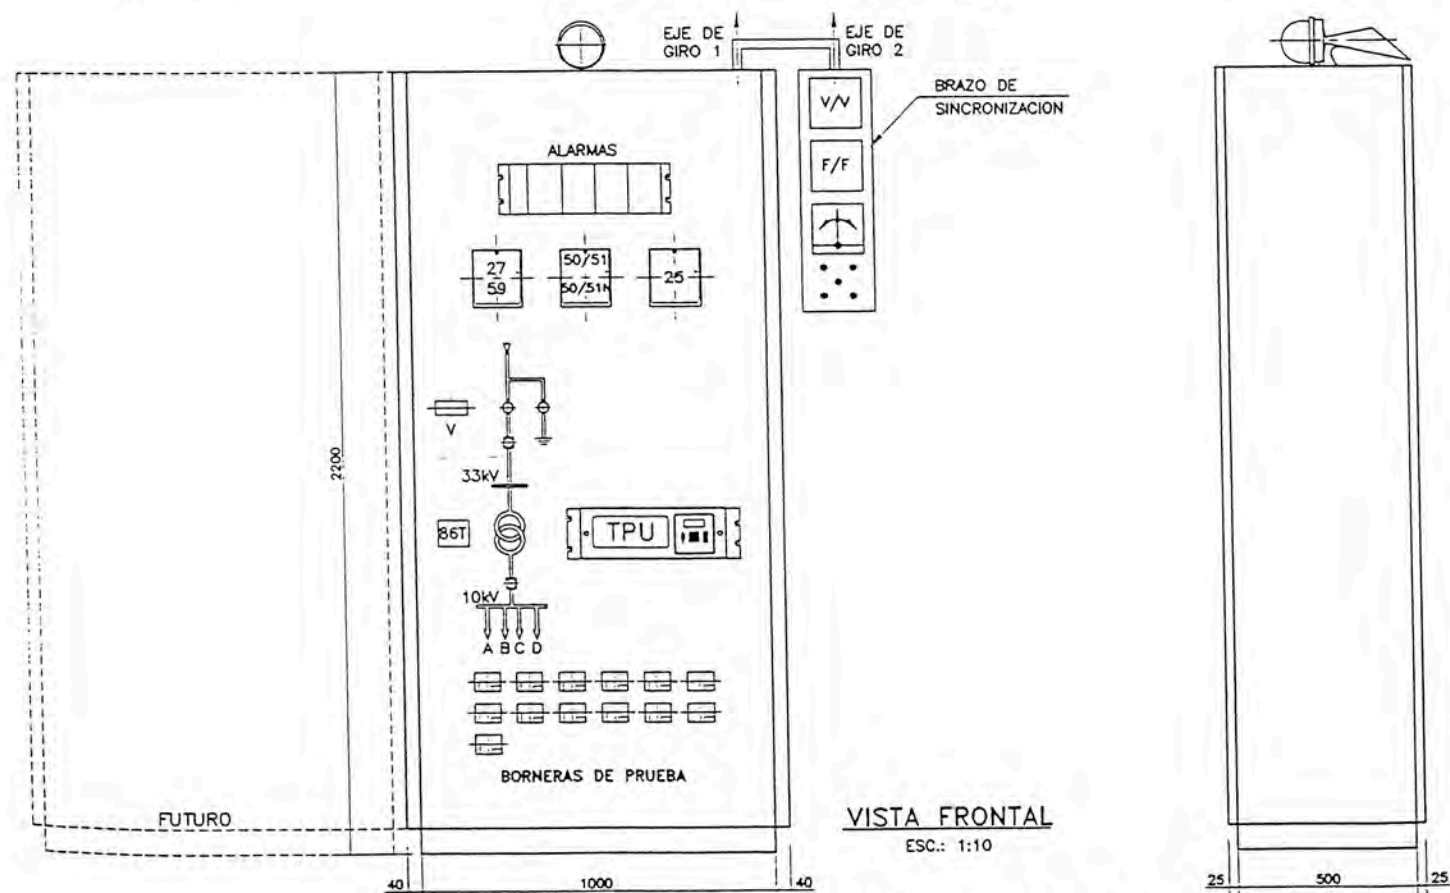 EJE DE
GIRO 1
EJE DE
GIRO 2
BRAZO DE
SINCRONIZACION
V/V
F/F
ALARMAS
27
59
50/51
50/51N
25
V
2200
33kV
86T
TPU
10kV
A B C D
BORNERAS DE PRUEBA
FUTURO
VISTA FRONTAL
ESC.: 1:10
40
1000
40
25
500
25